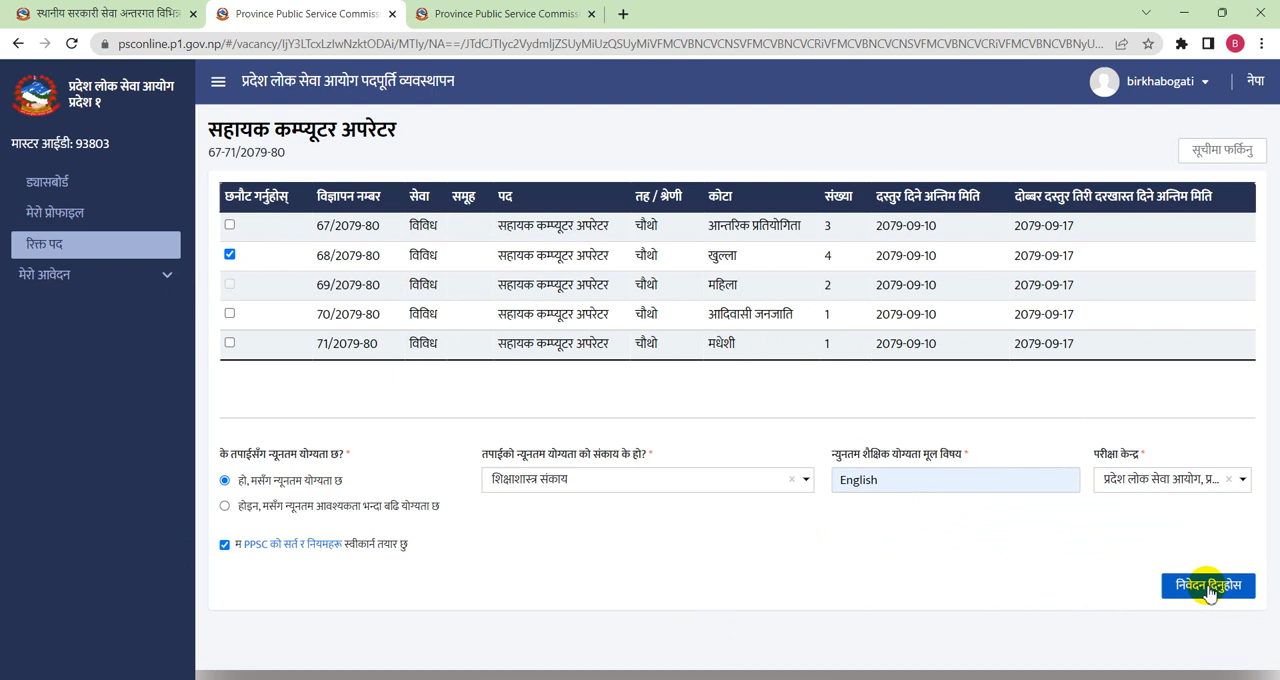 स्थानीय सरकारी सेवा अन्तरगत विभि
Province Public Service Commiss
Province Public Service Commiss
psconline.p1.gov.np/#/vacancy/
B
प्रदेश लोक सेवा आयोग
प्रदेश १
प्रदेश लोक सेवा आयोग पदपूर्ति व्यवस्थापन
birkhabogati
नेपा
मास्टर आईडी: 93803
ड्यासबोर्ड
मेरो प्रोफाइल
रिक्त पद
मेरो आवेदन
सहायक कम्प्यूटर अपरेटर
67-71/2079-80
सूचीमा फर्किनु
छनौट गर्नुहोस् विज्ञापन नम्बर सेवा समूह पद तह / श्रेणी कोटा संख्या दस्तुर दिने अन्तिम मिति दोब्बर दस्तुर तिरी दरखास्त दिने अन्तिम मिति
67/2079-80 विविध सहायक कम्प्यूटर अपरेटर चौथो आन्तरिक प्रतियोगिता 3 2079-09-10 2079-09-17
68/2079-80 विविध सहायक कम्प्यूटर अपरेटर चौथो खुल्ला 4 2079-09-10 2079-09-17
69/2079-80 विविध सहायक कम्प्यूटर अपरेटर चौथो महिला 2 2079-09-10 2079-09-17
70/2079-80 विविध सहायक कम्प्यूटर अपरेटर चौथो आदिवासी जनजाति 1 2079-09-10 2079-09-17
71/2079-80 विविध सहायक कम्प्यूटर अपरेटर चौथो मधेशी 1 2079-09-10 2079-09-17
के तपाईसँग न्यूनतम योग्यता छ? * तपाईको न्यूनतम योग्यता को संकाय के हो? * न्युनतम शैक्षिक योग्यता मूल विषय * परीक्षा केन्द्र *
हो, मसँग न्यूनतम योग्यता छ शिक्षाशास्त्र संकाय English प्रदेश लोक सेवा आयोग, प्र...
होइन, मसँग न्यूनतम आवश्यकता भन्दा बढि योग्यता छ
म PPSC को सर्त र नियमहरू स्वीकार्न तयार छु
निवेदन दिनुहोस